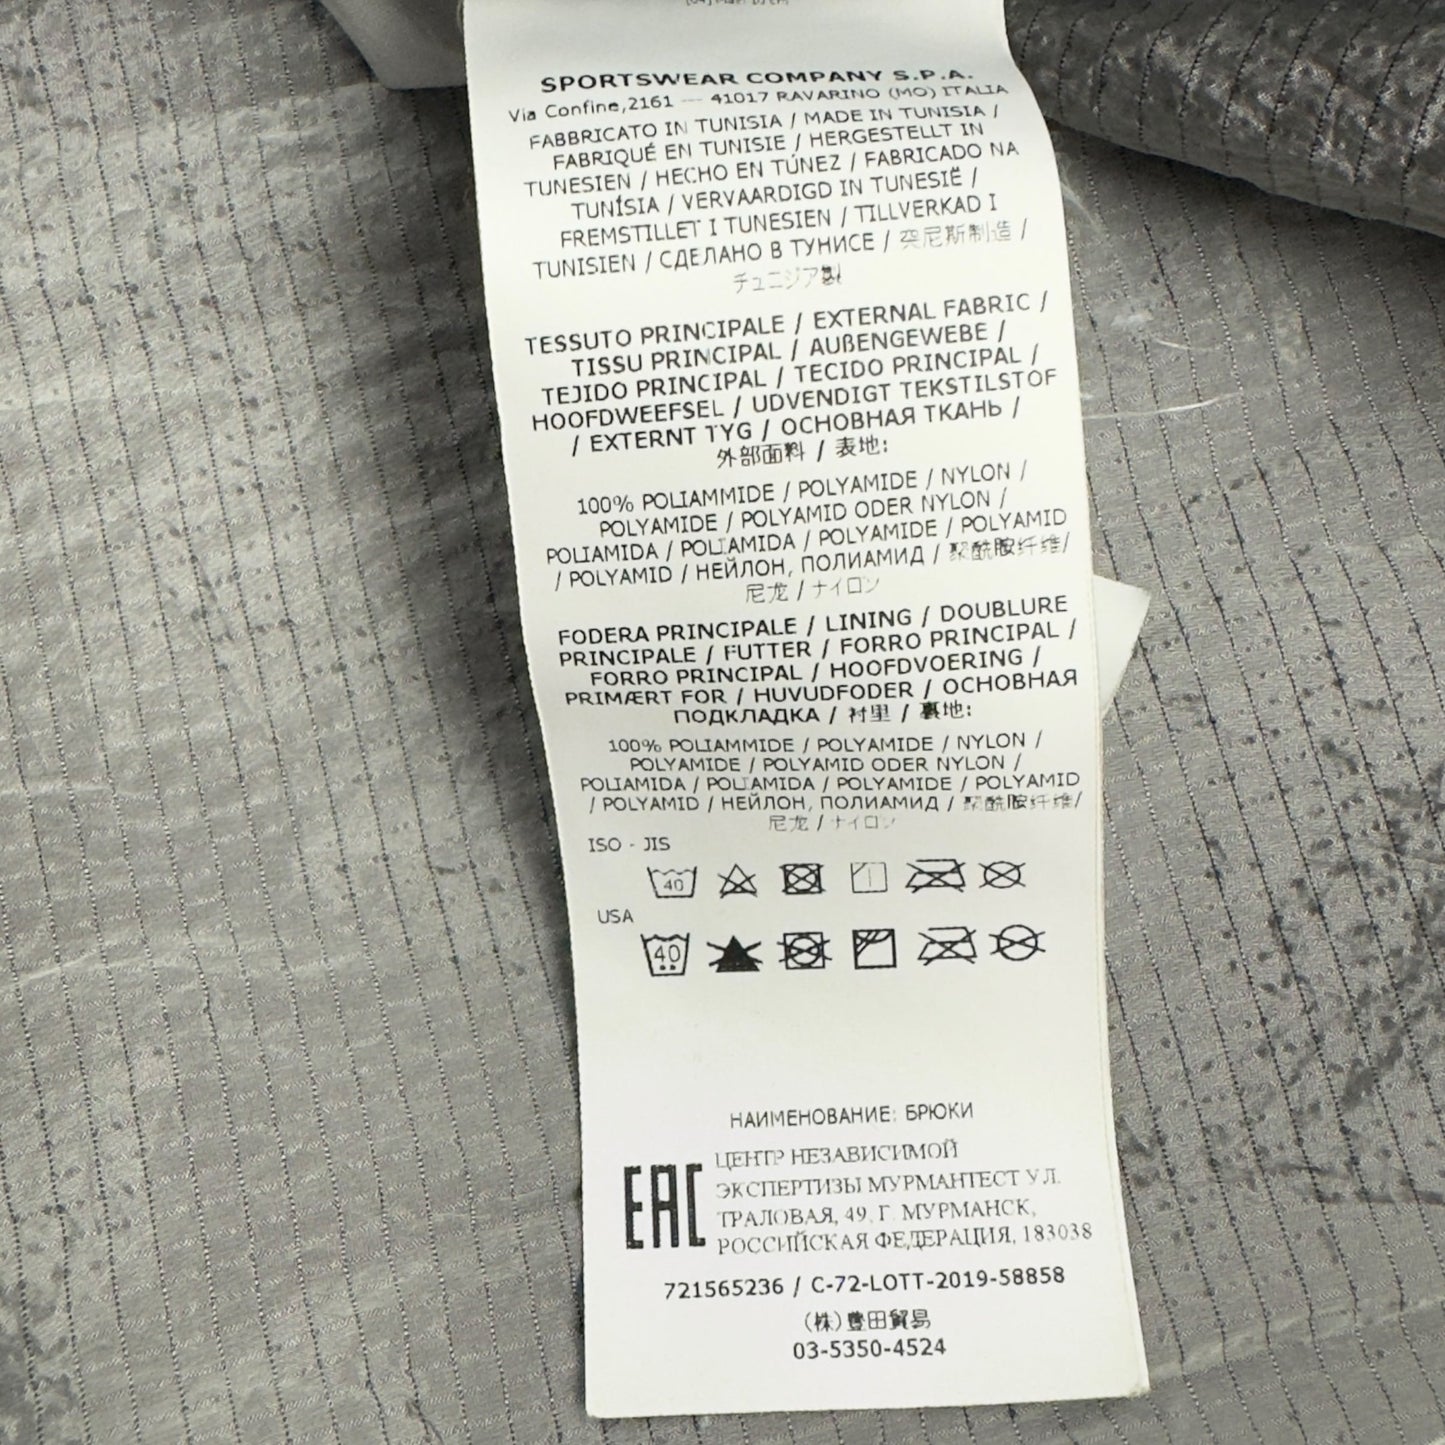 SPORTSWEAR COMPANY S.P.A.
Via Confine,2161 --- 41017 RAVARINO (MO) ITALIA
FABBRICATO IN TUNISIA / MADE IN TUNISIA /
FABRIQUÉ EN TUNISIE / HERGESTELLT IN
TUNESIEN / HECHO EN TÚNEZ / FABRICADO NA
TUNÍSIA / VERVAARDIGD IN TUNESIË /
FREMSTILLET I TUNESIEN / TILLVERKAD I
TUNISIEN / СДЕЛАНО В ТУНИСЕ / 突尼斯制造 /
チュニジア製
TESSUTO PRINCIPALE / EXTERNAL FABRIC /
TISSU PRINCIPAL / AUßENGEWEBE /
TEJIDO PRINCIPAL / TECIDO PRINCIPAL /
HOOFDWEEFSEL / UDVENDIGT TEKSTILSTOF
/ EXTERNT TYG / ОСНОВНАЯ ТКАНЬ /
外部面料 / 表地:
100% POLIAMMIDE / POLYAMIDE / NYLON /
POLYAMIDE / POLYAMID ODER NYLON /
POLIAMIDA / POLIAMIDA / POLYAMIDE / POLYAMID
/ POLYAMID / НЕЙЛОН, ПОЛИАМИД / 聚酰胺纤维/
尼龙 / ナイロン
FODERA PRINCIPALE / LINING / DOUBLURE
PRINCIPALE / FUTTER / FORRO PRINCIPAL /
FORRO PRINCIPAL / HOOFDVOERING /
PRIMÆRT FOR / HUVUDFODER / ОСНОВНАЯ
ПОДКЛАДКА / 衬里 / 裏地:
100% POLIAMMIDE / POLYAMIDE / NYLON /
POLYAMIDE / POLYAMID ODER NYLON /
POLIAMIDA / POLIAMIDA / POLYAMIDE / POLYAMID
/ POLYAMID / НЕЙЛОН, ПОЛИАМИД / 聚酰胺纤维/
尼龙 / ナイロン
ISO - JIS
40
USA
40
НАИМЕНОВАНИЕ: БРЮКИ
EAC
ЦЕНТР НЕЗАВИСИМОЙ
ЭКСПЕРТИЗЫ МУРМАНТЕСТ УЛ.
ТРАЛОВАЯ, 49, Г. МУРМАНСК,
РОССИЙСКАЯ ФЕДЕРАЦИЯ, 183038
721565236 / C-72-LOTT-2019-58858
(株)豊田貿易
03-5350-4524